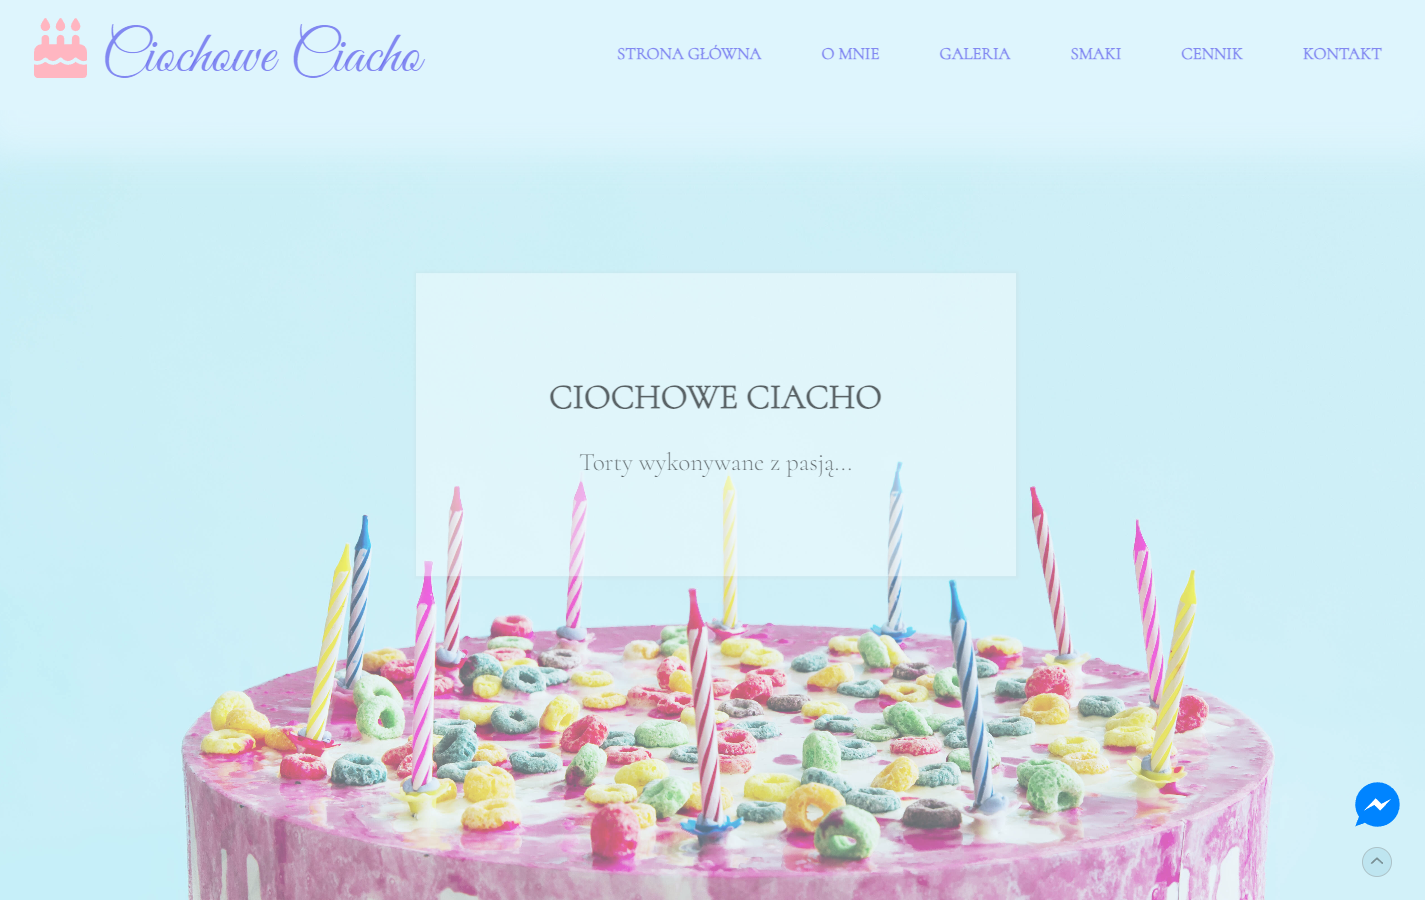 Ciochowe Ciacho
STRONA GŁÓWNA
O MNIE
GALERIA
SMAKI
CENNIK
KONTAKT
CIOCHOWE CIACHO
Torty wykonywane z pasją...